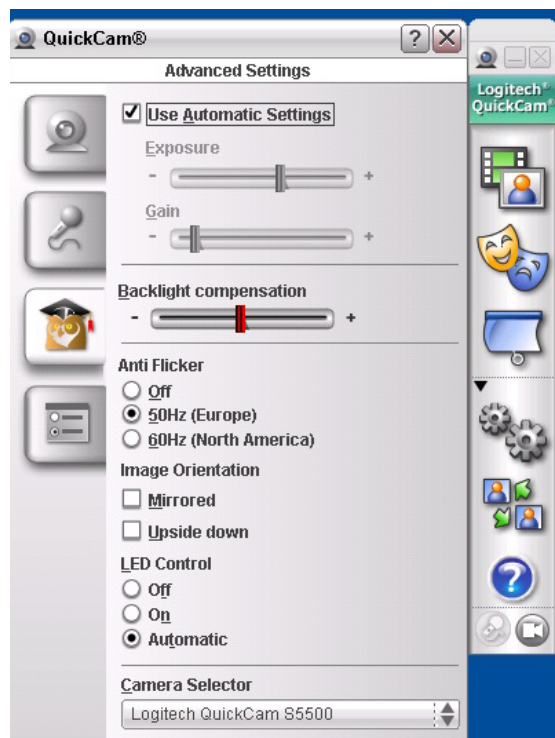 QuickCam®
Advanced Settings
Logitech®
QuickCam®
Use Automatic Settings
Exposure
- +
Gain
- +
Backlight compensation
- +
Anti Flicker
Off
50Hz (Europe)
60Hz (North America)
Image Orientation
Mirrored
Upside down
LED Control
Off
On
Automatic
Camera Selector
Logitech QuickCam S5500